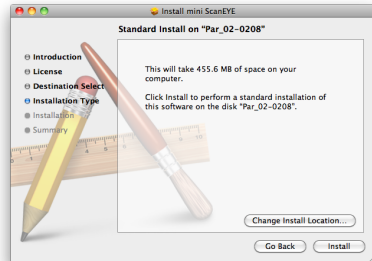 Install mini ScanEYE
Standard Install on "Par_02-0208"
Introduction
License
Destination Select
Installation Type
Installation
Summary
This will take 455.6 MB of space on your
computer.
Click Install to perform a standard installation of
this software on the disk "Par_02-0208".
Change Install Location...
Go Back
Install